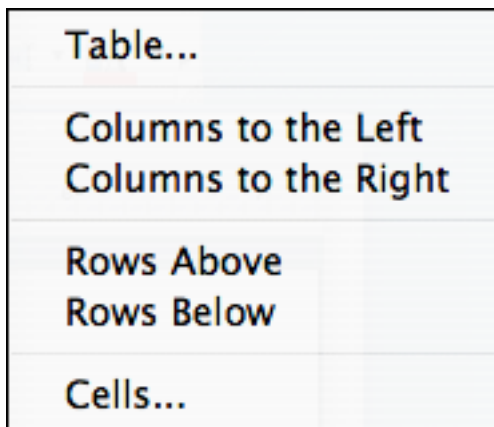 Table...
Columns to the Left
Columns to the Right
Rows Above
Rows Below
Cells...